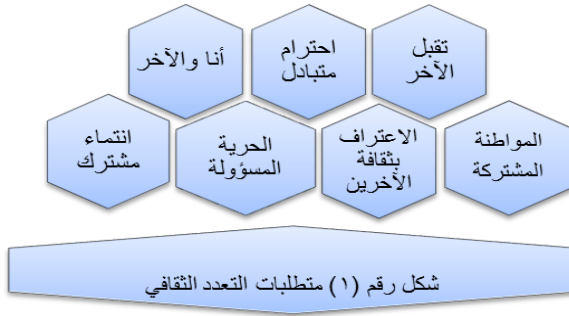 تقبل
الآخر
احترام
متبادل
أنا والآخر
المواطنة
المشتركة
الاعتراف
بثقافة
الآخرين
الحرية
المسؤولة
انتماء
مشترك
شكل رقم (١) متطلبات التعدد الثقافي